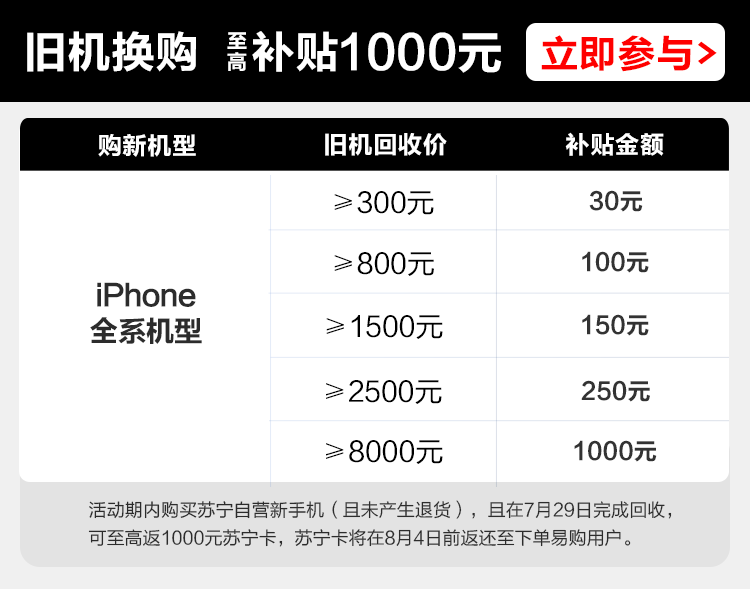 旧机换购 至高补贴1000元 立即参与>
购新机型 旧机回收价 补贴金额
≥300元 30元
≥800元 100元
iPhone
全系机型
≥1500元 150元
≥2500元 250元
≥8000元 1000元
活动期内购买苏宁自营新手机（且未产生退货），且在7月29日完成回收，
可至高返1000元苏宁卡，苏宁卡将在8月4日前返还至下单易购用户。